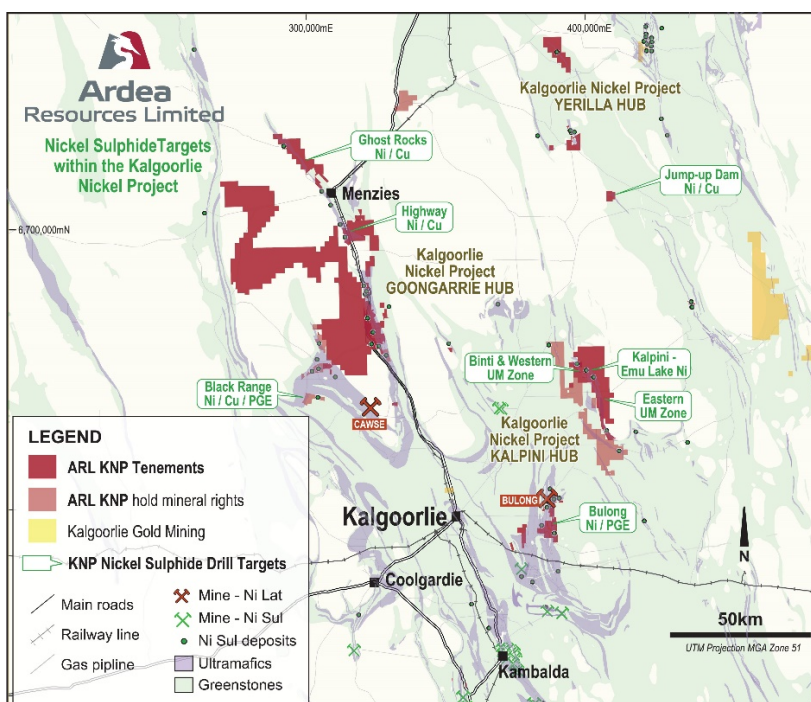 300,000mE
400,000mE
Ardea
Resources Limited
Nickel SulphideTargets
within the Kalgoorlie
Nickel Project
Kalgoorlie Nickel Project
YERILLA HUB
Ghost Rocks
Ni / Cu
Menzies
Jump-up Dam
Ni / Cu
Highway
Ni / Cu
6,700,000mN
Kalgoorlie
Nickel Project
GOONGARRIE HUB
Binti & Western
UM Zone
Kalpini -
Emu Lake Ni
Black Range
Ni / Cu / PGE
Eastern
UM Zone
CAWSE
Kalgoorlie
Nickel Project
KALPINI HUB
BULONG
Bulong
Ni / PGE
Kalgoorlie
Coolgardie
Kambalda
N
50km
UTM Projection MGA Zone 51
LEGEND
ARL KNP Tenements
ARL KNP hold mineral rights
Kalgoorlie Gold Mining
KNP Nickel Sulphide Drill Targets
Main roads
Railway line
Gas pipline
Mine - Ni Lat
Mine - Ni Sul
Ni Sul deposits
Ultramafics
Greenstones